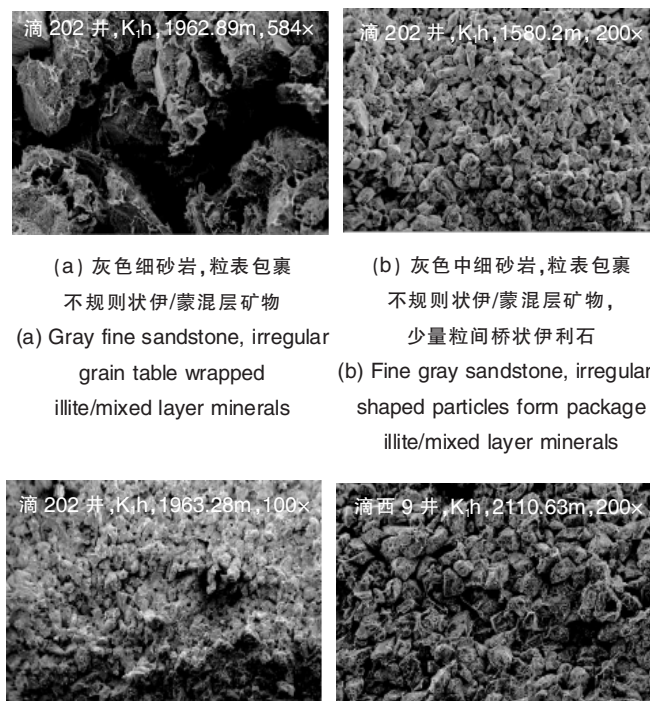 滴 202 井,K₁h,1962.89m,584×
滴 202 井,K₁h,1580.2m,200×
(a) 灰色细砂岩,粒表包裹
不规则状伊/蒙混层矿物
(a) Gray fine sandstone, irregular
grain table wrapped
illite/mixed layer minerals
(b) 灰色中细砂岩,粒表包裹
不规则状伊/蒙混层矿物,
少量粒间桥状伊利石
(b) Fine gray sandstone, irregular
shaped particles form package
illite/mixed layer minerals
滴 202 井,K₁h,1963.28m,100×
滴西 9 井,K₁h,2110.63m,200×